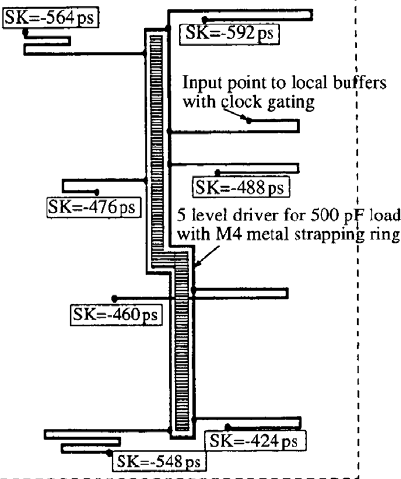 SK=-564ps
SK=-592ps
Input point to local buffers
with clock gating
SK=-488ps
SK=-476ps
5 level driver for 500 pF load
with M4 metal strapping ring
SK=-460ps
SK=-424ps
SK=-548ps